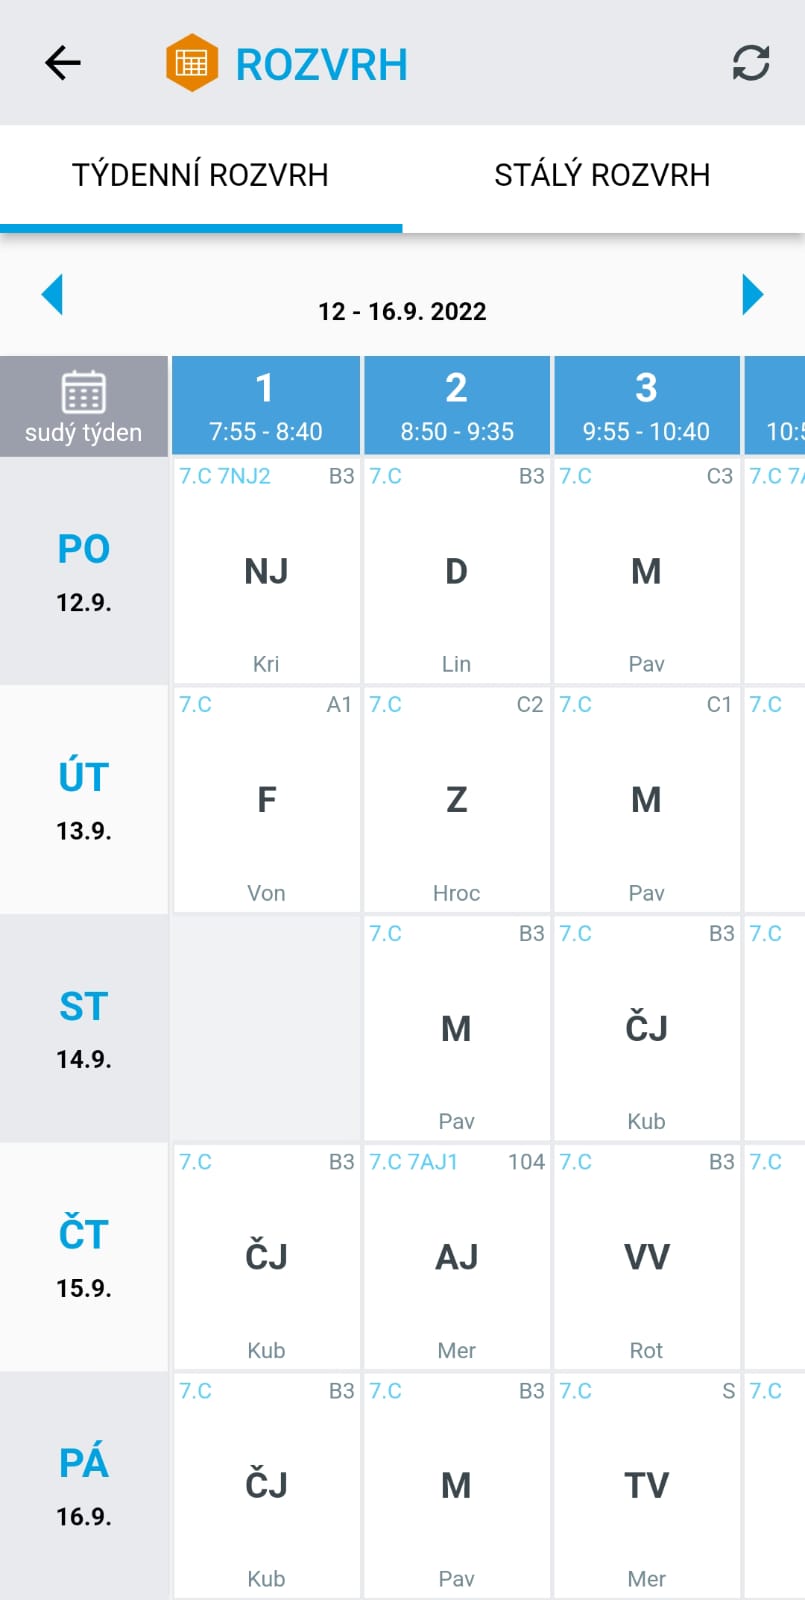 ROZVRH
TÝDENNÍ ROZVRH STÁLÝ ROZVRH
12 - 16.9. 2022
1 2 3
sudý týden 7:55 - 8:40 8:50 - 9:35 9:55 - 10:40
7.C 7NJ2 B3 7.C B3 7.C C3 7.C
PO NJ D M
12.9.
Kri Lin Pav
7.C A1 7.C C2 7.C C1 7.C
ÚT F Z M
13.9.
Von Hroc Pav
7.C B3 7.C B3 7.C
ST M ČJ
14.9.
Pav Kub
7.C B3 7.C 7AJ1 104 7.C B3 7.C
ČT ČJ AJ VV
15.9.
Kub Mer Rot
7.C B3 7.C B3 7.C S 7.C
PÁ ČJ M TV
16.9.
Kub Pav Mer